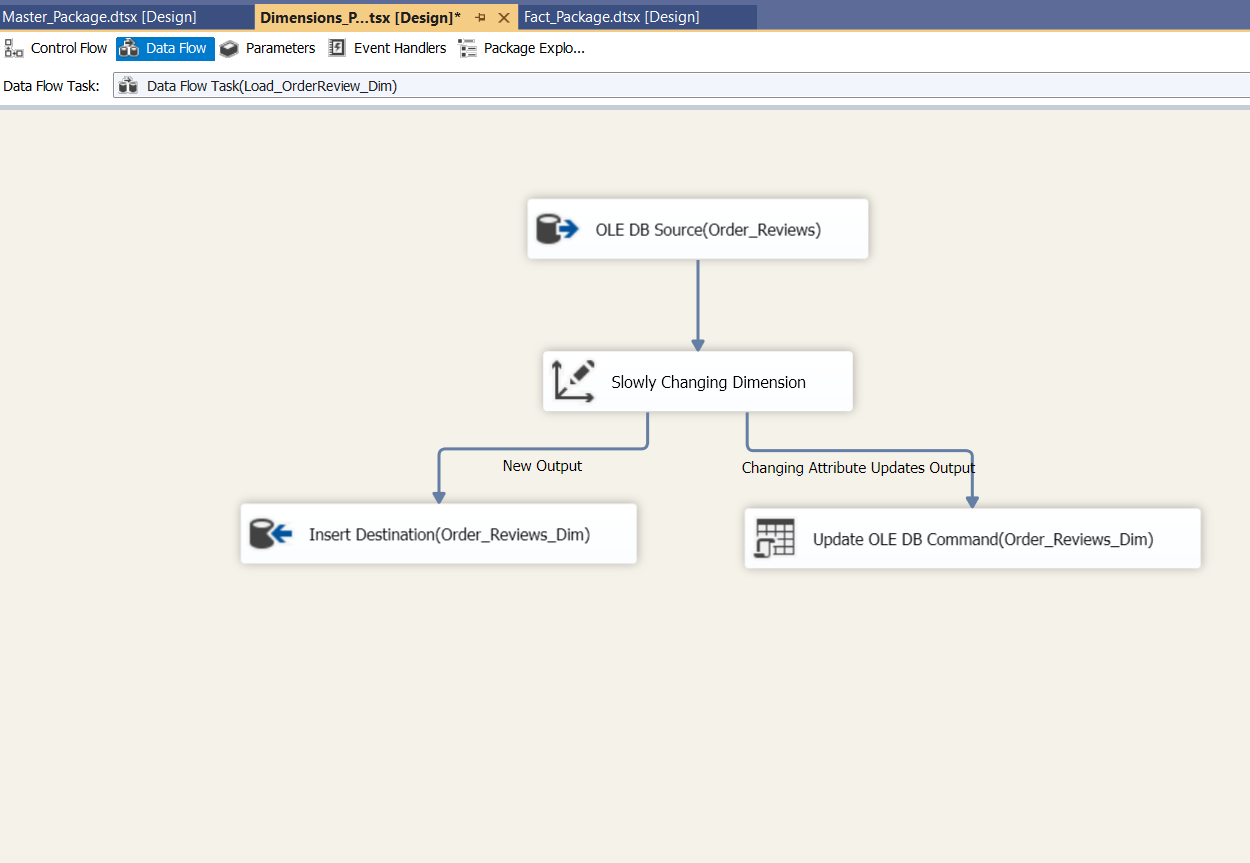 Master_Package.dtsx [Design]
Dimensions_P...tsx [Design]*
Fact_Package.dtsx [Design]
Control Flow
Data Flow
Parameters
Event Handlers
Package Explo...
Data Flow Task:
Data Flow Task(Load_OrderReview_Dim)
OLE DB Source(Order_Reviews)
Slowly Changing Dimension
New Output
Changing Attribute Updates Output
Insert Destination(Order_Reviews_Dim)
Update OLE DB Command(Order_Reviews_Dim)